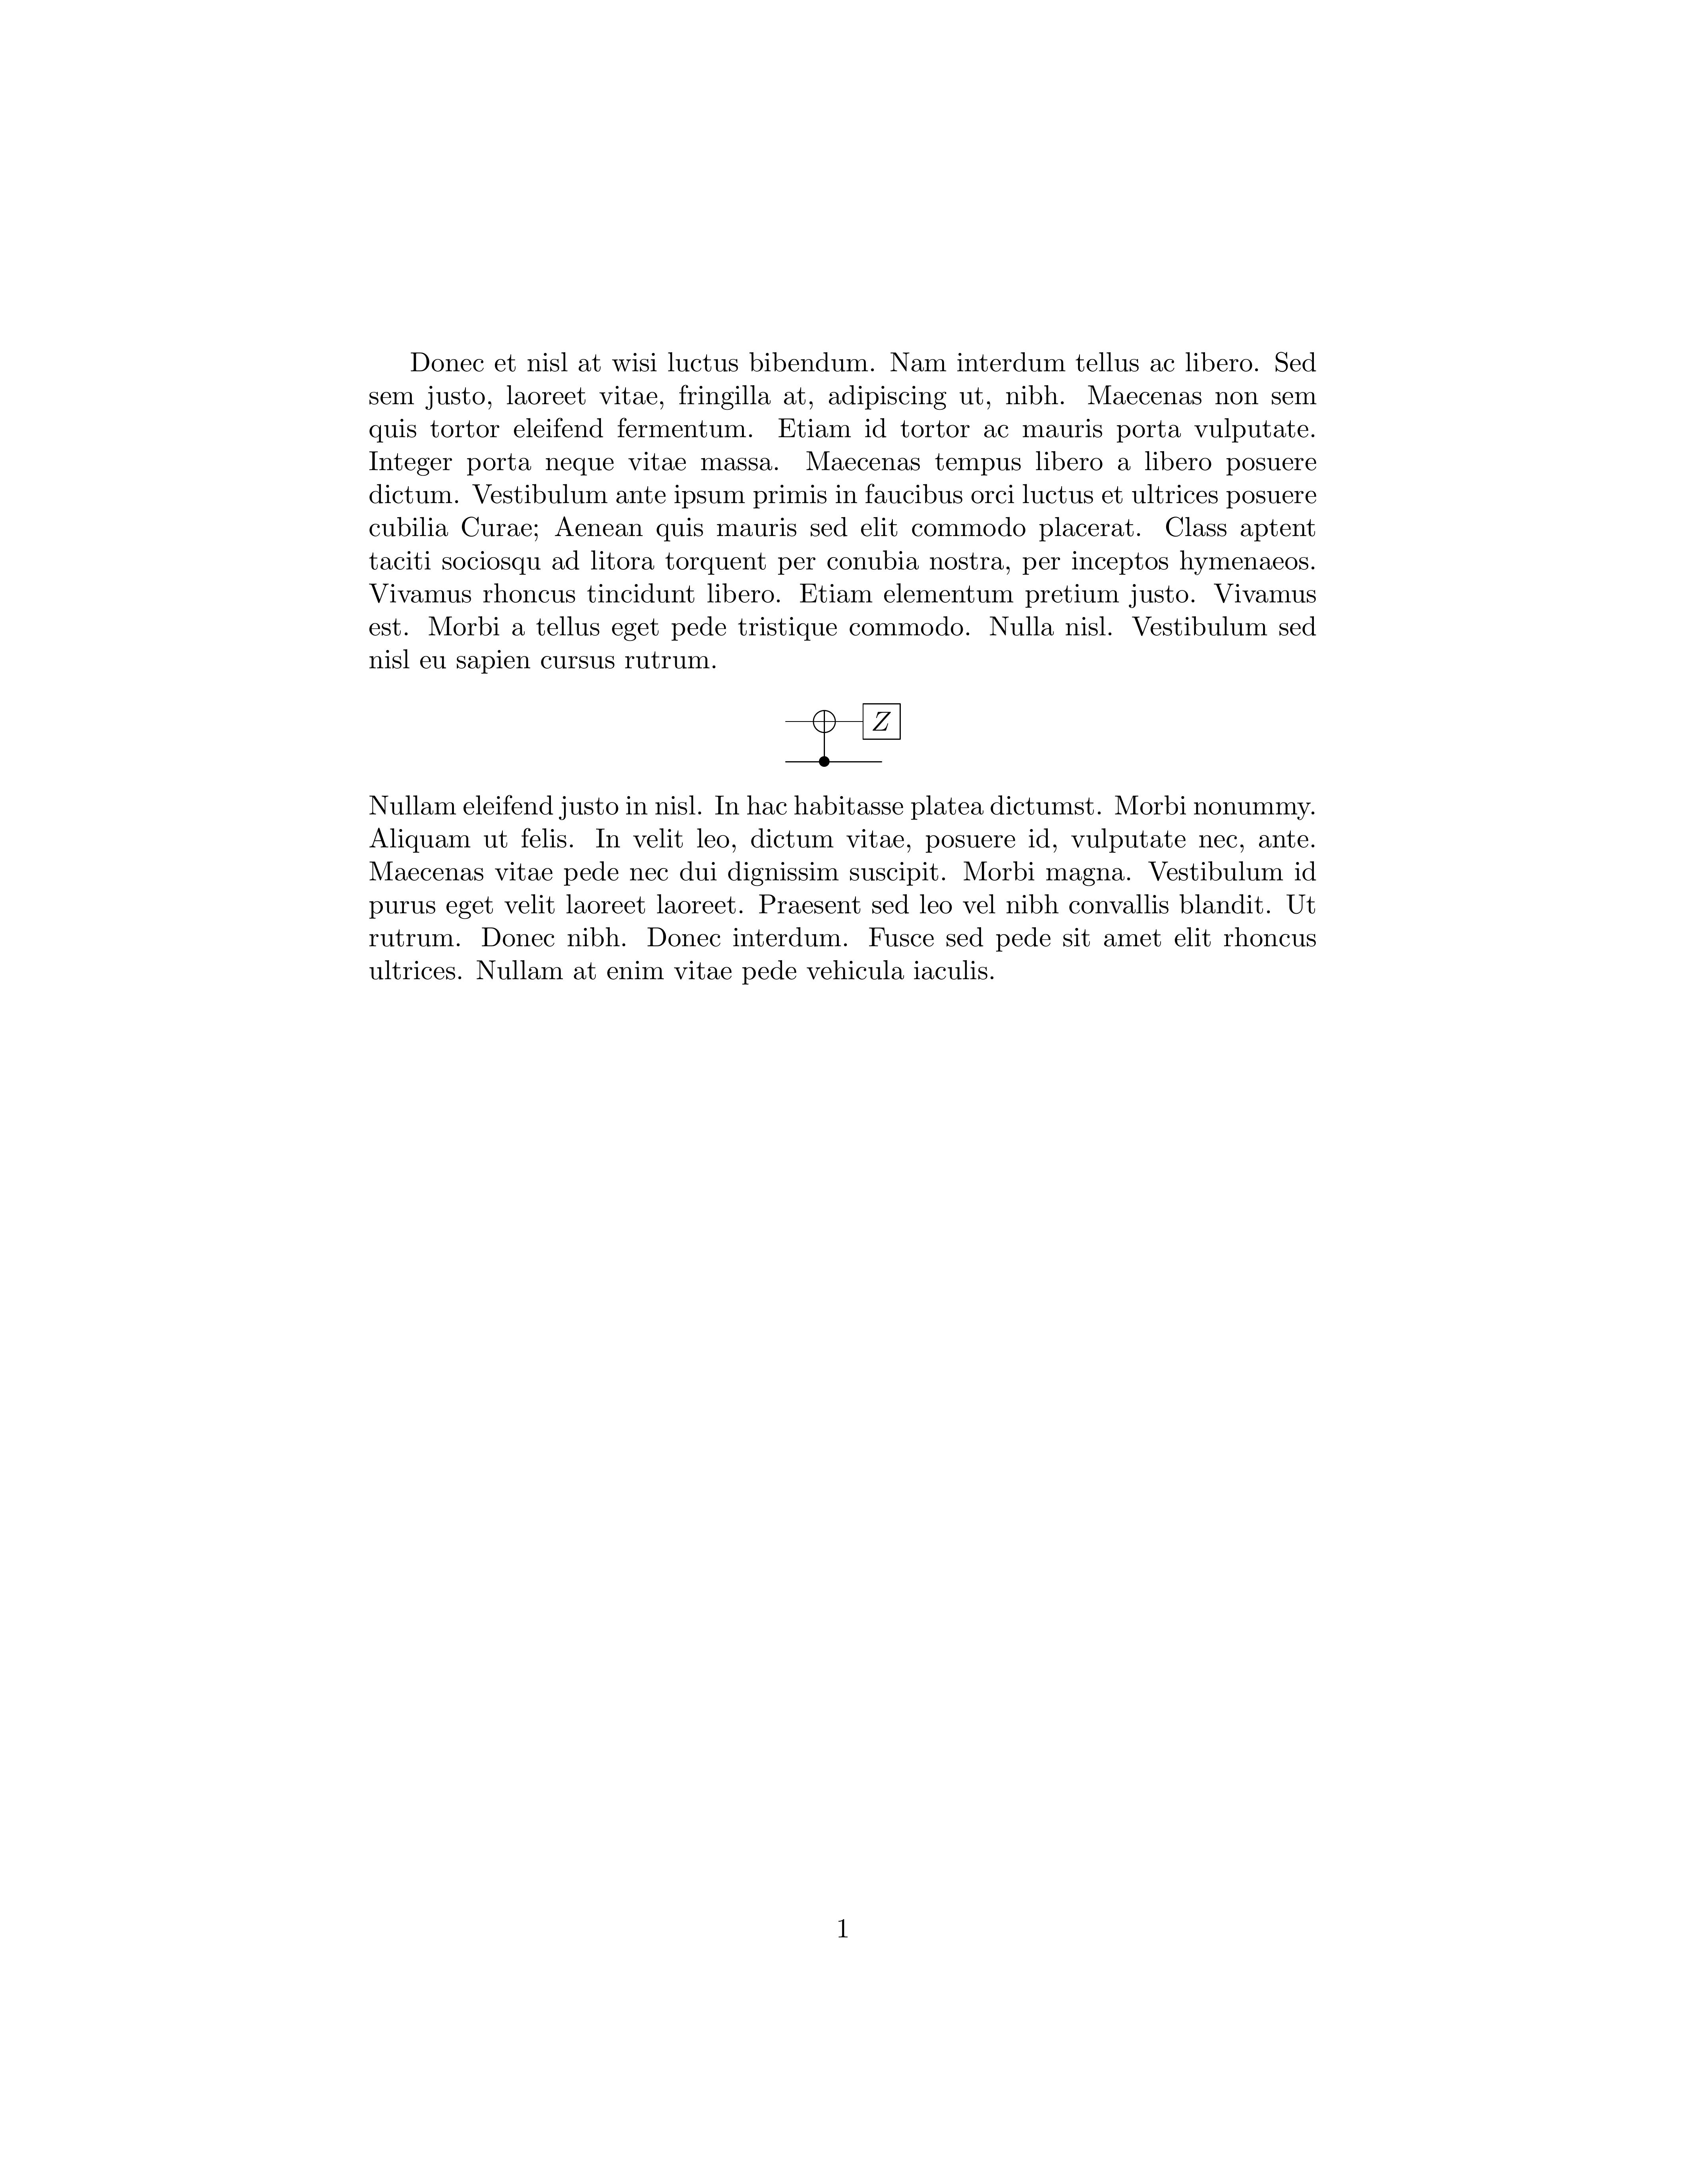 Donec et nisl at wisi luctus bibendum. Nam interdum tellus ac libero. Sed
sem justo, laoreet vitae, fringilla at, adipiscing ut, nibh. Maecenas non sem
quis tortor eleifend fermentum. Etiam id tortor ac mauris porta vulputate.
Integer porta neque vitae massa. Maecenas tempus libero a libero posuere
dictum. Vestibulum ante ipsum primis in faucibus orci luctus et ultrices posuere
cubilia Curae; Aenean quis mauris sed elit commodo placerat. Class aptent
taciti sociosqu ad litora torquent per conubia nostra, per inceptos hymenaeos.
Vivamus rhoncus tincidunt libero. Etiam elementum pretium justo. Vivamus
est. Morbi a tellus eget pede tristique commodo. Nulla nisl. Vestibulum sed
nisl eu sapien cursus rutrum.
Z
Nullam eleifend justo in nisl. In hac habitasse platea dictumst. Morbi nonummy.
Aliquam ut felis. In velit leo, dictum vitae, posuere id, vulputate nec, ante.
Maecenas vitae pede nec dui dignissim suscipit. Morbi magna. Vestibulum id
purus eget velit laoreet laoreet. Praesent sed leo vel nibh convallis blandit. Ut
rutrum. Donec nibh. Donec interdum. Fusce sed pede sit amet elit rhoncus
ultrices. Nullam at enim vitae pede vehicula iaculis.
1